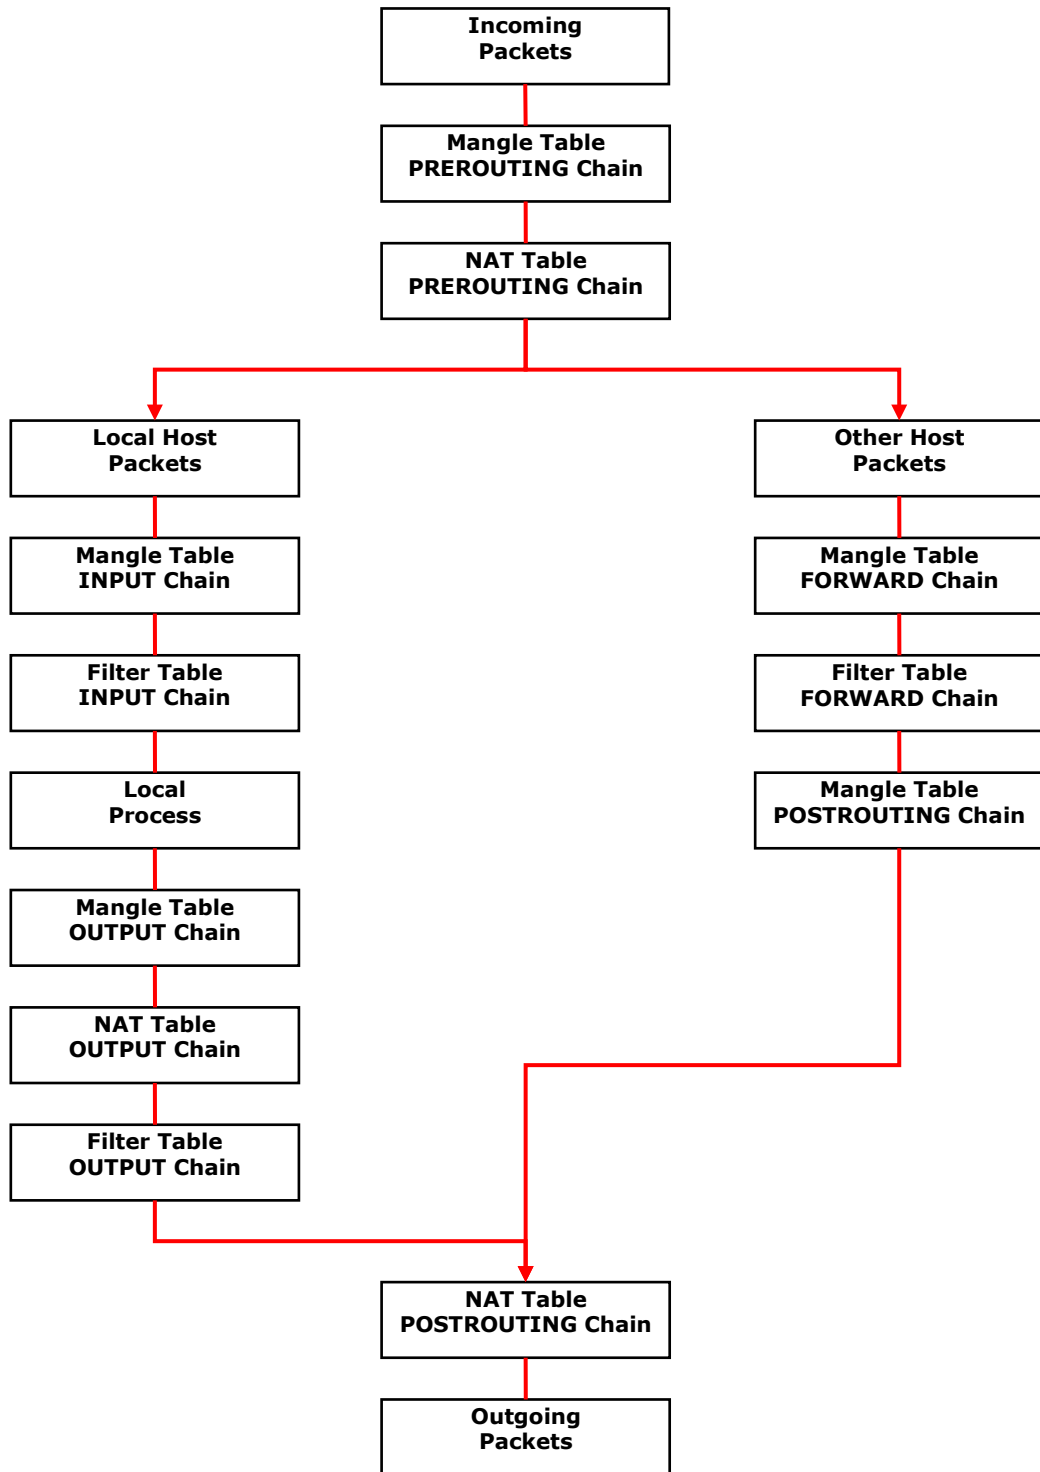 Incoming
Packets
Mangle Table
PREROUTING Chain
NAT Table
PREROUTING Chain
Local Host
Packets
Mangle Table
INPUT Chain
Filter Table
INPUT Chain
Local
Process
Mangle Table
OUTPUT Chain
NAT Table
OUTPUT Chain
Filter Table
OUTPUT Chain
Other Host
Packets
Mangle Table
FORWARD Chain
Filter Table
FORWARD Chain
Mangle Table
POSTROUTING Chain
NAT Table
POSTROUTING Chain
Outgoing
Packets